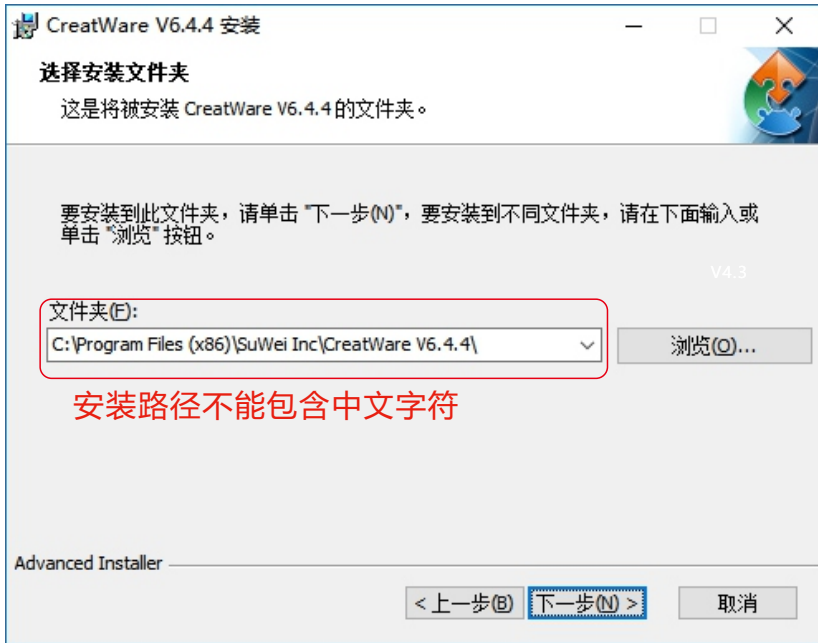 CreatWare V6.4.4 安装
选择安装文件夹
这是将被安装 CreatWare V6.4.4的文件夹。
要安装到此文件夹，请单击 "下一步(N)"，要安装到不同文件夹，请在下面输入或
单击 "浏览" 按钮。
V4.3
文件夹(F):
C:\Program Files (x86)\SuWei Inc\CreatWare V6.4.4\
浏览(O)...
安装路径不能包含中文字符
Advanced Installer
< 上一步(B)
下一步(N) >
取消